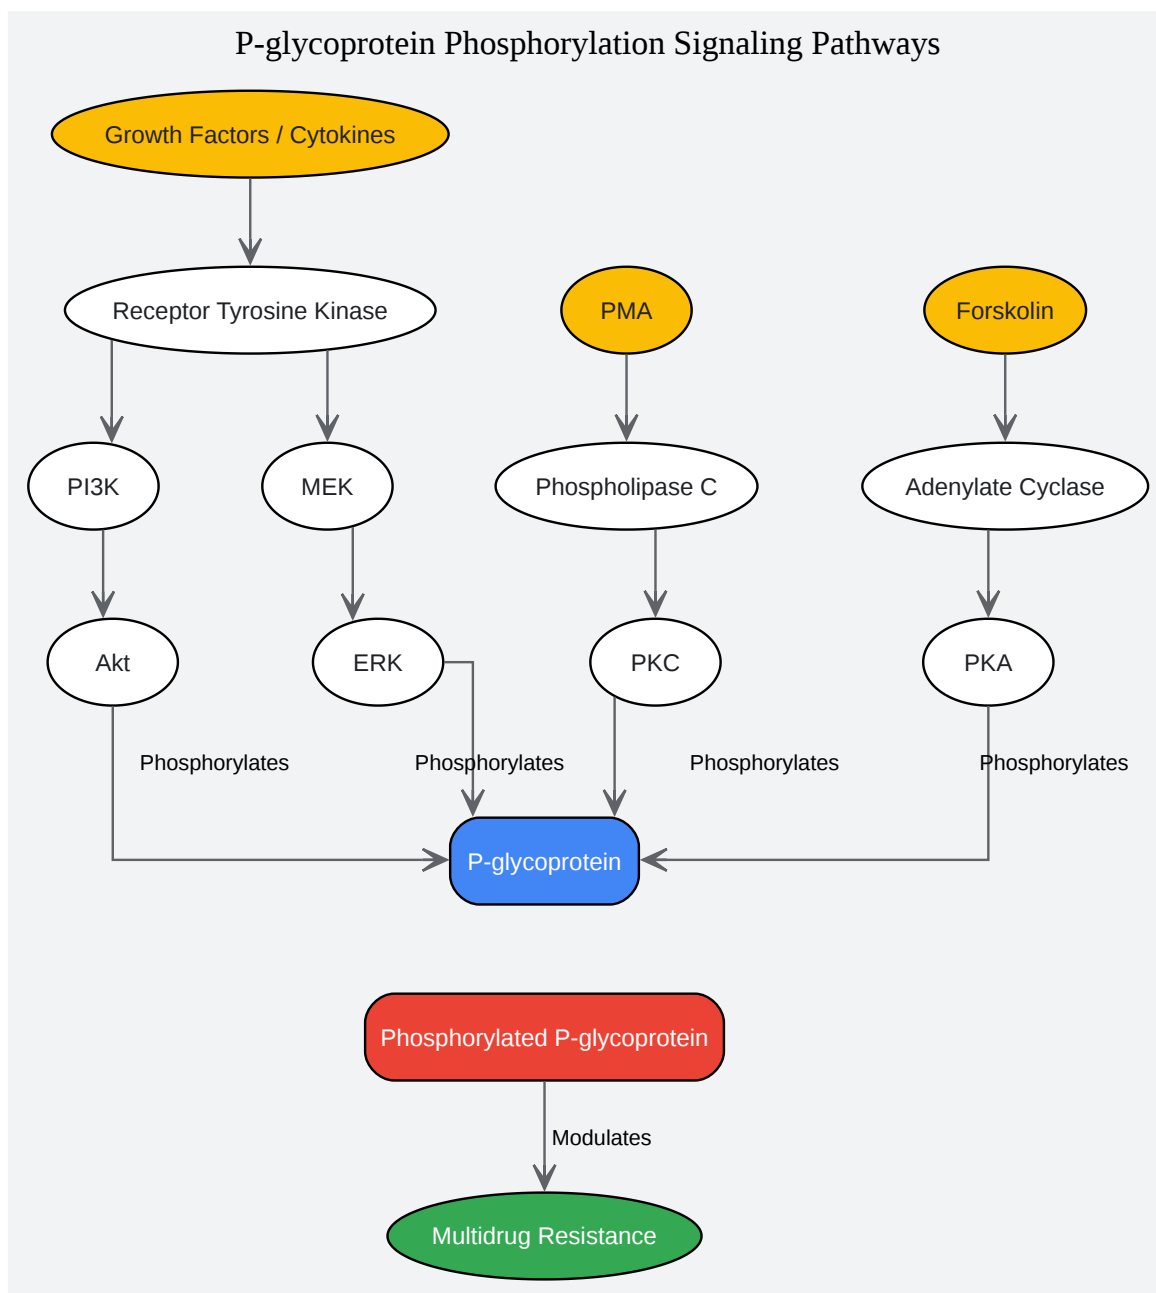 P-glycoprotein Phosphorylation Signaling Pathways
Growth Factors / Cytokines
Receptor Tyrosine Kinase
PMA
Forskolin
PI3K
MEK
Phospholipase C
Adenylate Cyclase
Akt
ERK
PKC
PKA
Phosphorylates
Phosphorylates
Phosphorylates
Phosphorylates
P-glycoprotein
Phosphorylated P-glycoprotein
Modulates
Multidrug Resistance